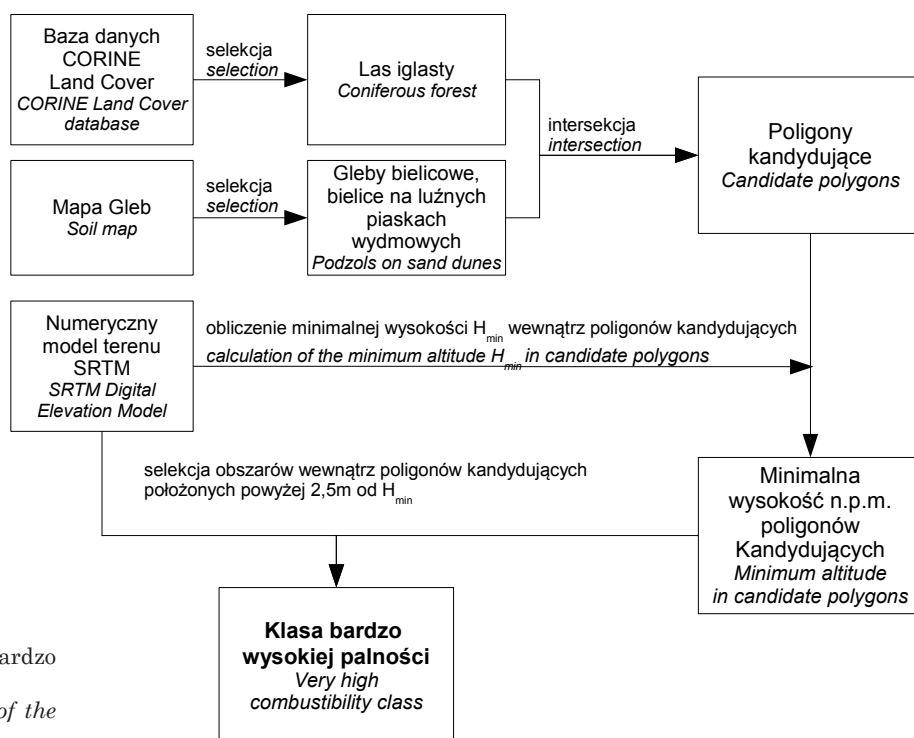 Baza danych
CORINE
Land Cover
CORINE Land Cover
database
selekcja
selection
Las iglasty
Coniferous forest
intersekcja
intersection
Poligony
kandydujące
Candidate polygons
Mapa Gleb
Soil map
selekcja
selection
Gleby bielicowe,
bielice na luźnych
piaskach
wydmowych
Podzols on sand dunes
Numeryczny
model terenu
SRTM
SRTM Digital
Elevation Model
obliczenie minimalnej wysokości Hmin wewnątrz poligonów kandydujących
calculation of the minimum altitude Hmin in candidate polygons
selekcja obszarów wewnątrz poligonów kandydujących
położonych powyżej 2,5m od Hmin
Minimalna
wysokość n.p.m.
poligonów
Kandydujących
Minimum altitude
in candidate polygons
Klasa bardzo
wysokiej palności
Very high
combustibility class
ardzo
of the